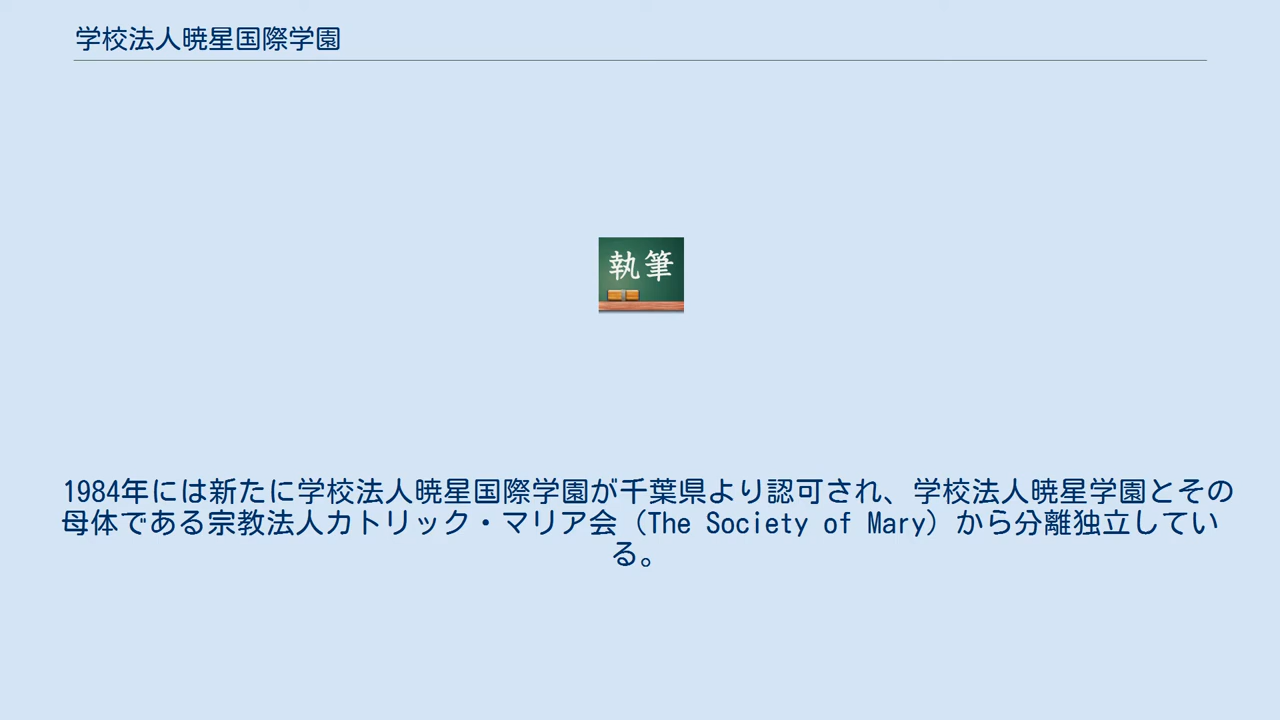 学校法人暁星国際学園
執筆
1984年には新たに学校法人暁星国際学園が千葉県より認可され、学校法人暁星学園とその
母体である宗教法人カトリック・マリア会（The Society of Mary）から分離独立してい
る。